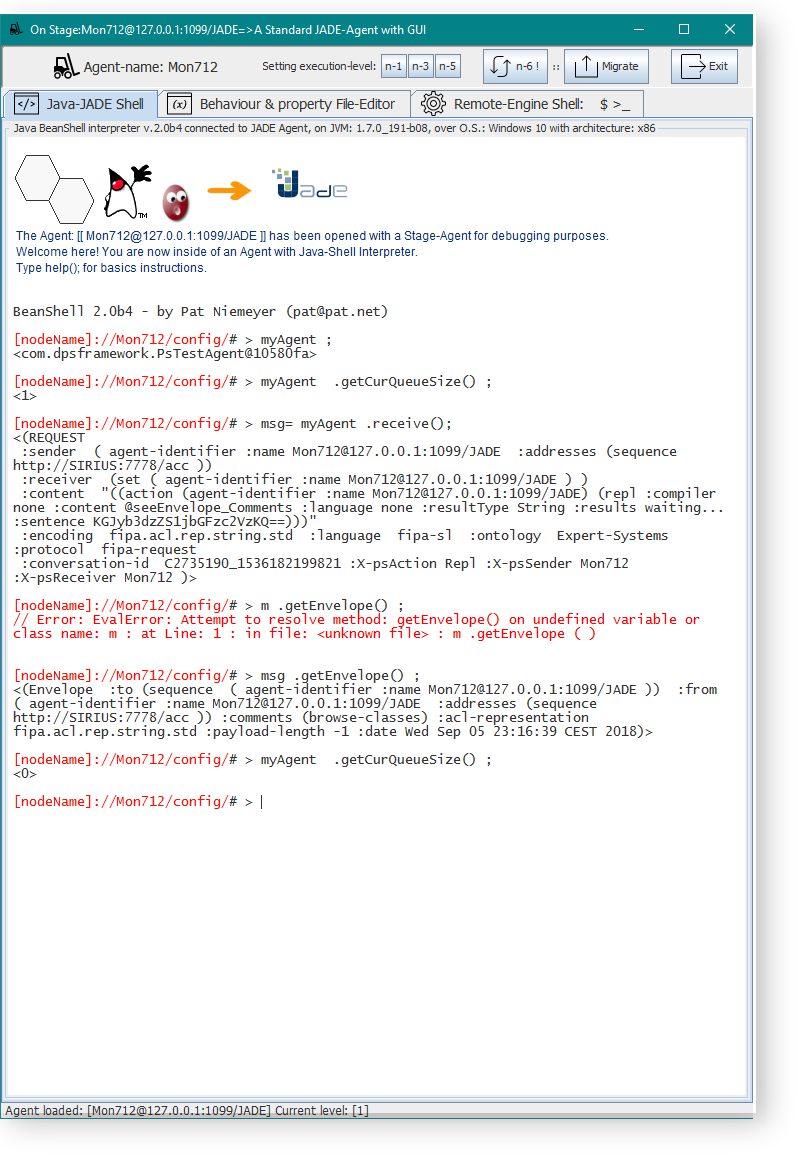 On Stage:Mon712@127.0.0.1:1099/JADE=>A Standard JADE-Agent with GUI
Agent-name: Mon712 Setting execution-level: n-1 n-3 n-5 n-6 ! :: Migrate Exit
</> Java-JADE Shell (x) Behaviour & property File-Editor Remote-Engine Shell: $ >_
Java BeanShell interpreter v.2.0b4 connected to JADE Agent, on JVM: 1.7.0_191-b08, over O.S.: Windows 10 with architecture: x86
TM Jade
The Agent: [[ Mon712@127.0.0.1:1099/JADE ]] has been opened with a Stage-Agent for debugging purposes.
Welcome here! You are now inside of an Agent with Java-Shell Interpreter.
Type help(); for basics instructions.
BeanShell 2.0b4 - by Pat Niemeyer (pat@pat.net)
[nodeName]://Mon712/config/# > myAgent ;
<com.dpsframework.PsTestAgent@10580fa>
[nodeName]://Mon712/config/# > myAgent  .getCurQueueSize() ;
<1>
[nodeName]://Mon712/config/# > msg= myAgent .receive();
<(REQUEST
 :sender  ( agent-identifier :name Mon712@127.0.0.1:1099/JADE  :addresses (sequence
http://SIRIUS:7778/acc ))
 :receiver  (set ( agent-identifier :name Mon712@127.0.0.1:1099/JADE ) )
 :content  "((action (agent-identifier :name Mon712@127.0.0.1:1099/JADE) (repl :compiler
none :content @seeEnvelope_Comments :language none :resultType String :results waiting...
:sentence KGJyb3dzZS1jbGFzc2VzKQ==)))"
 :encoding  fipa.acl.rep.string.std  :language  fipa-sl  :ontology  Expert-Systems
:protocol  fipa-request
 :conversation-id  C2735190_1536182199821 :X-psAction Repl :X-psSender Mon712
:X-psReceiver Mon712 )>
[nodeName]://Mon712/config/# > m .getEnvelope() ;
// Error: EvalError: Attempt to resolve method: getEnvelope() on undefined variable or
class name: m : at Line: 1 : in file: <unknown file> : m .getEnvelope ( )
[nodeName]://Mon712/config/# > msg .getEnvelope() ;
<(Envelope  :to (sequence  ( agent-identifier :name Mon712@127.0.0.1:1099/JADE ))  :from
( agent-identifier :name Mon712@127.0.0.1:1099/JADE  :addresses (sequence
http://SIRIUS:7778/acc )) :comments (browse-classes) :acl-representation
fipa.acl.rep.string.std :payload-length -1 :date Wed Sep 05 23:16:39 CEST 2018)>
[nodeName]://Mon712/config/# > myAgent  .getCurQueueSize() ;
<0>
[nodeName]://Mon712/config/# >
Agent loaded: [Mon712@127.0.0.1:1099/JADE] Current level: [1]